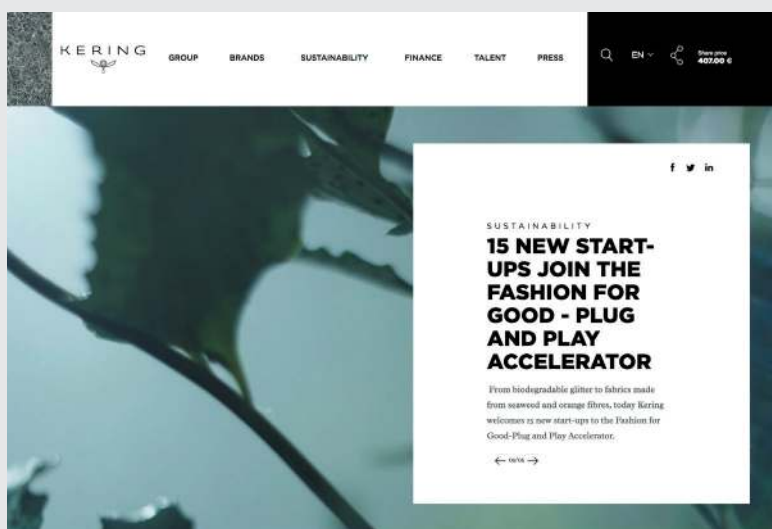 KERING
GROUP BRANDS SUSTAINABILITY FINANCE TALENT PRESS
EN
Share price
407.00 €
f in
SUSTAINABILITY
15 NEW START-
UPS JOIN THE
FASHION FOR
GOOD - PLUG
AND PLAY
ACCELERATOR
From biodegradable glitter to fabrics made
from seaweed and orange fibres, today Kering
welcomes 15 new start-ups to the Fashion for
Good-Plug and Play Accelerator.